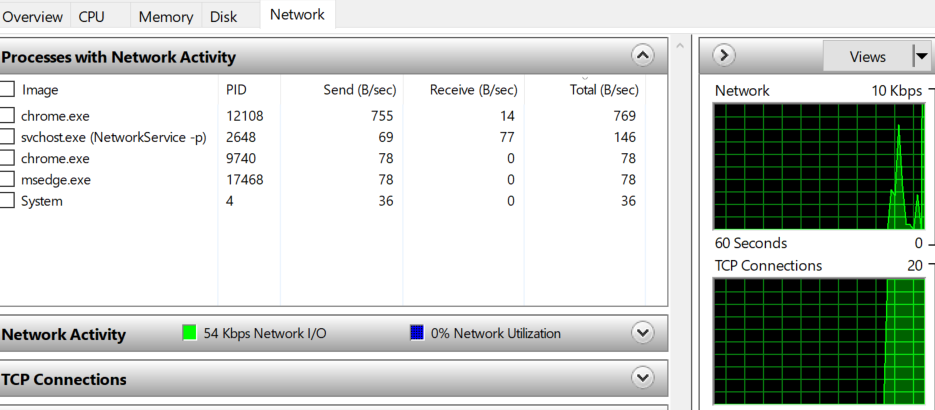 Overview CPU Memory Disk Network
Processes with Network Activity
Image PID Send (B/sec) Receive (B/sec) Total (B/sec)
chrome.exe 12108 755 14 769
svchost.exe (NetworkService -p) 2648 69 77 146
chrome.exe 9740 78 0 78
msedge.exe 17468 78 0 78
System 4 36 0 36
Network Activity 54 Kbps Network I/O 0% Network Utilization
TCP Connections
Views
Network 10 Kbps
60 Seconds 0
TCP Connections 20